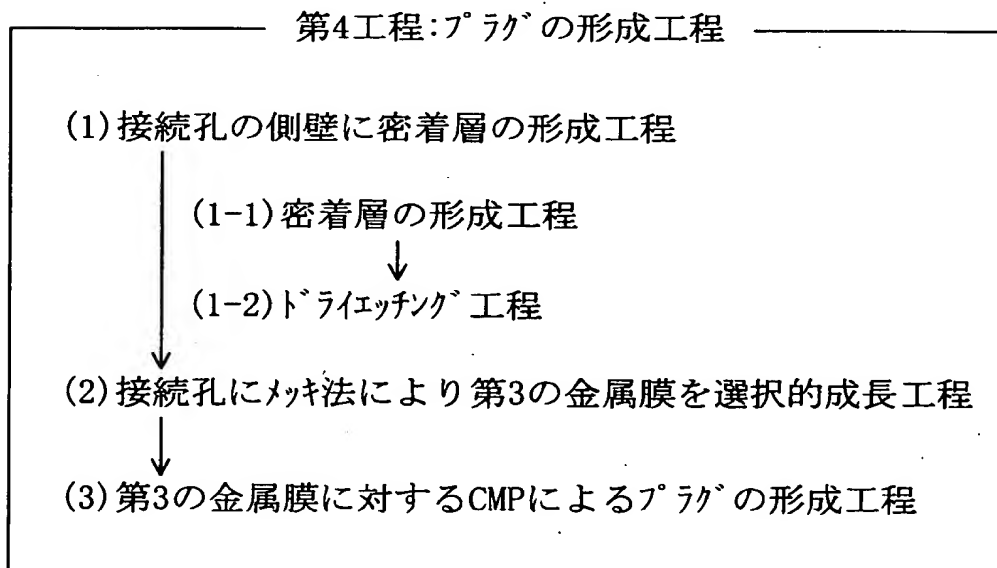 第4工程:プラグの形成工程
(1)接続孔の側壁に密着層の形成工程
(1-1)密着層の形成工程
(1-2)ドライエッチング工程
(2)接続孔にメッキ法により第3の金属膜を選択的成長工程
(3)第3の金属膜に対するCMPによるプラグの形成工程